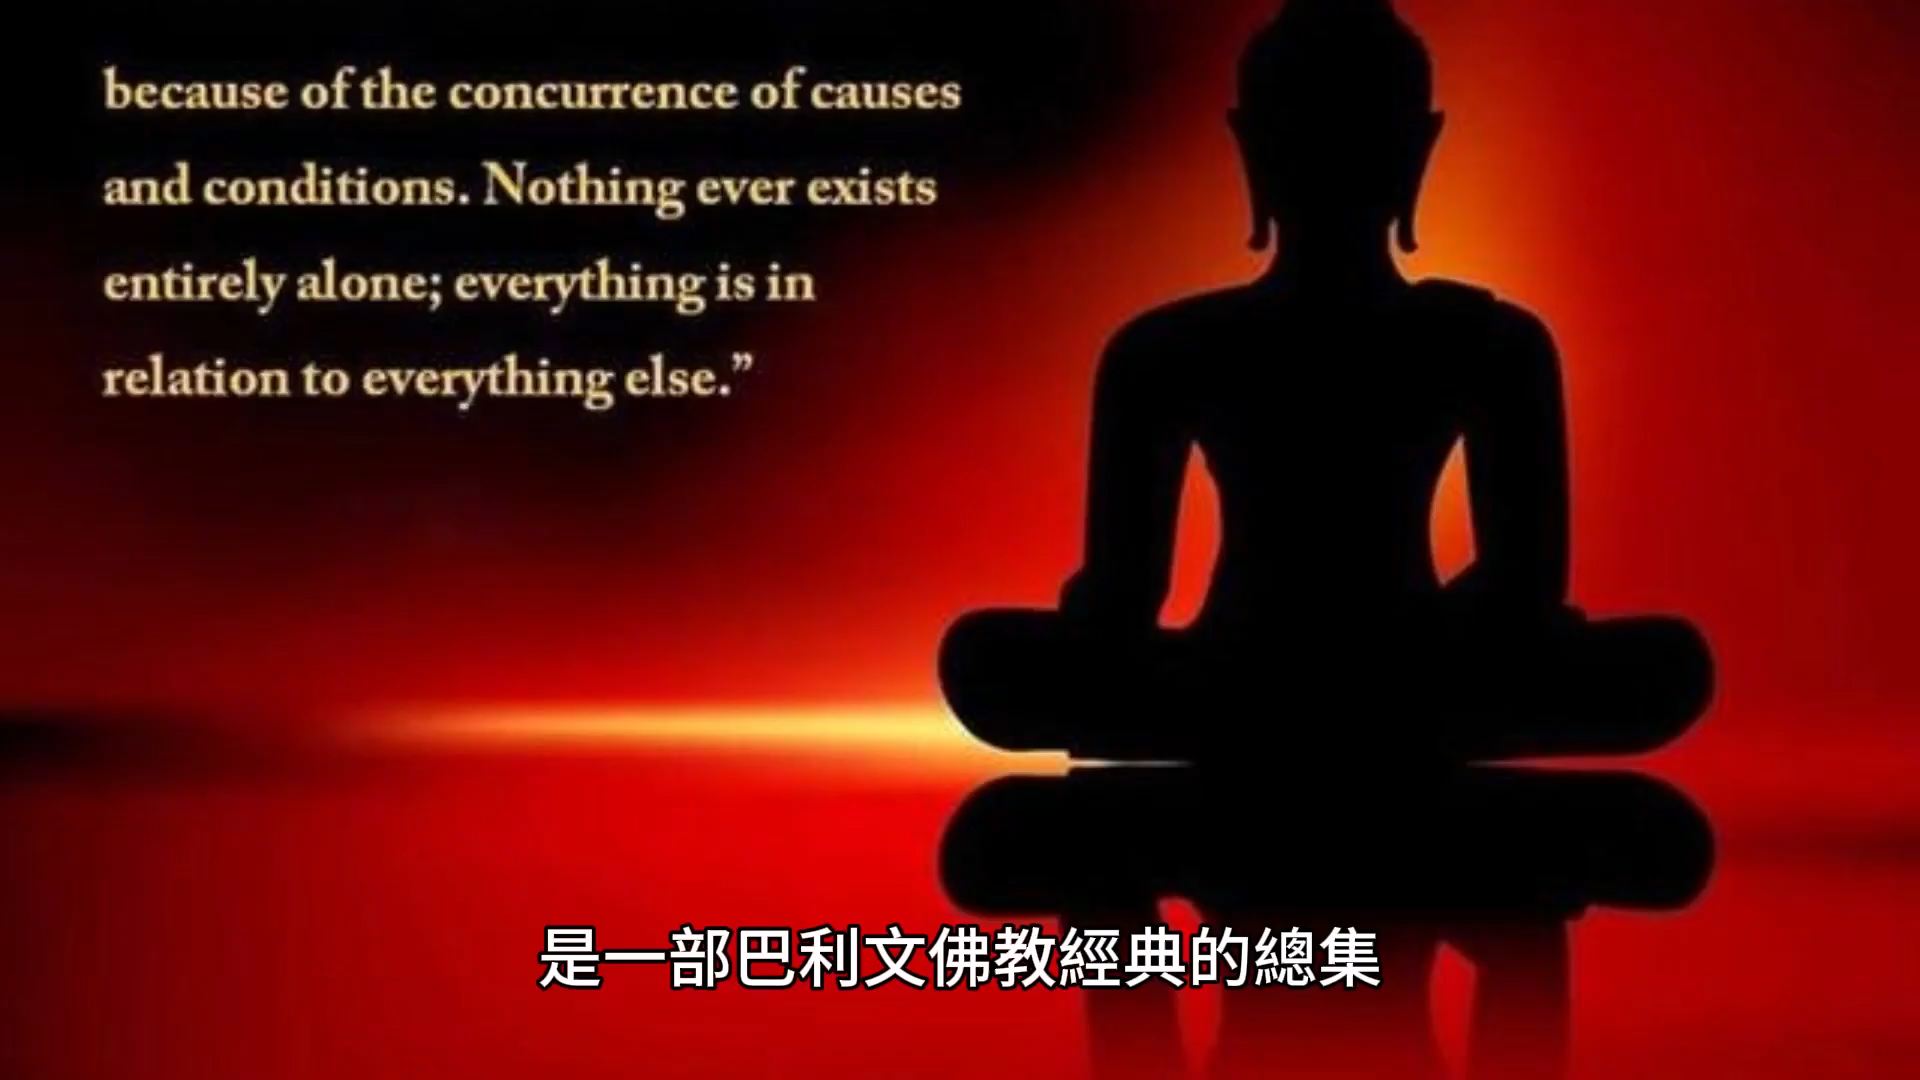 because of the concurrence of causes
and conditions. Nothing ever exists
entirely alone; everything is in
relation to everything else.”
是一部巴利文佛教經典的總集